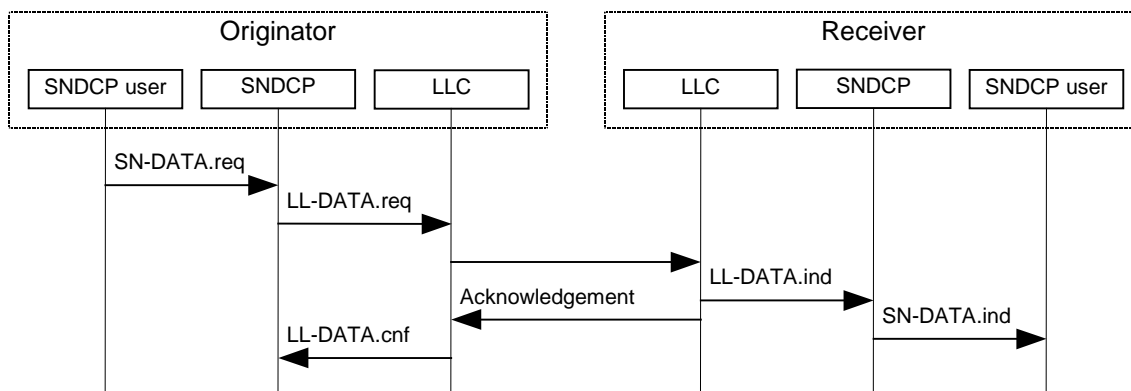 Originator
Receiver
SNDCP user
SNDCP
LLC
LLC
SNDCP
SNDCP user
SN-DATA.req
LL-DATA.req
LL-DATA.ind
Acknowledgement
SN-DATA.ind
LL-DATA.cnf